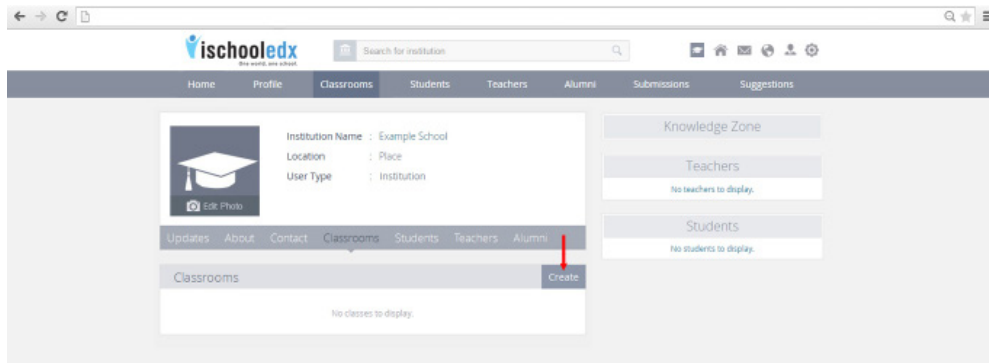 ischooledx
One world, one school.
Search for institution
Home Profile Classrooms Students Teachers Alumni Submissions Suggestions
Institution Name : Example School
Location : Place
User Type : Institution
Edit Photo
Updates About Contact Classrooms Students Teachers Alumni
Classrooms Create
No classes to display.
Knowledge Zone
Teachers
No teachers to display.
Students
No students to display.